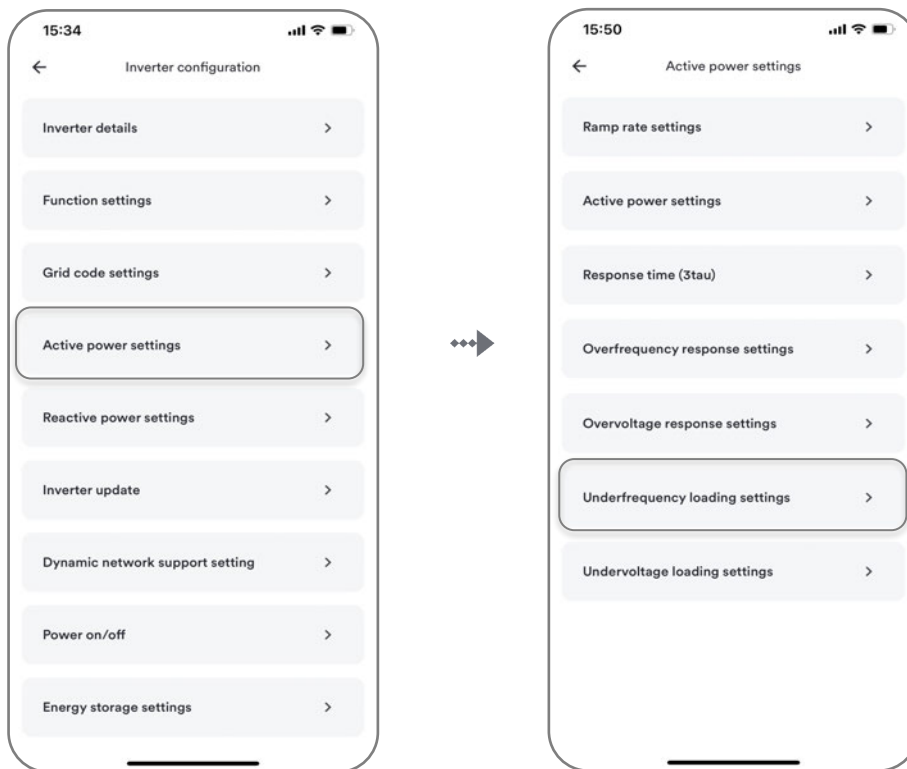 15:34
Inverter configuration
Inverter details
Function settings
Grid code settings
Active power settings
Reactive power settings
Inverter update
Dynamic network support setting
Power on/off
Energy storage settings
15:50
Active power settings
Ramp rate settings
Active power settings
Response time (3tau)
Overfrequency response settings
Overvoltage response settings
Underfrequency loading settings
Undervoltage loading settings